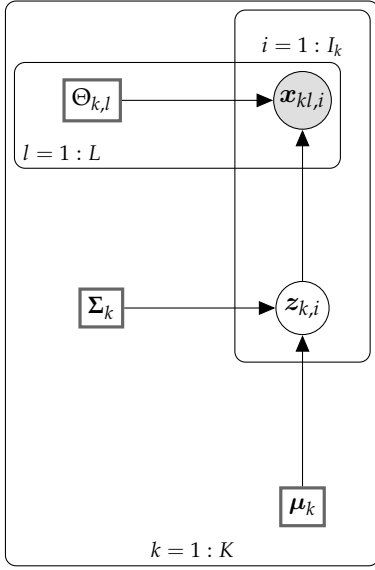 i = 1 : I_k
Θ_{k,l}
x_{kl,i}
l = 1 : L
Σ_k
z_{k,i}
μ_k
k = 1 : K